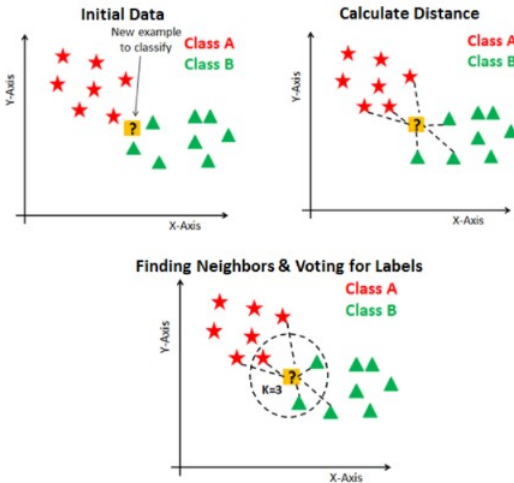 Initial Data
New example
to classify
Class A
Class B
?
Y-Axis
X-Axis
Calculate Distance
Class A
Class B
?
Y-Axis
X-Axis
Finding Neighbors & Voting for Labels
Class A
Class B
?
K=3
Y-Axis
X-Axis